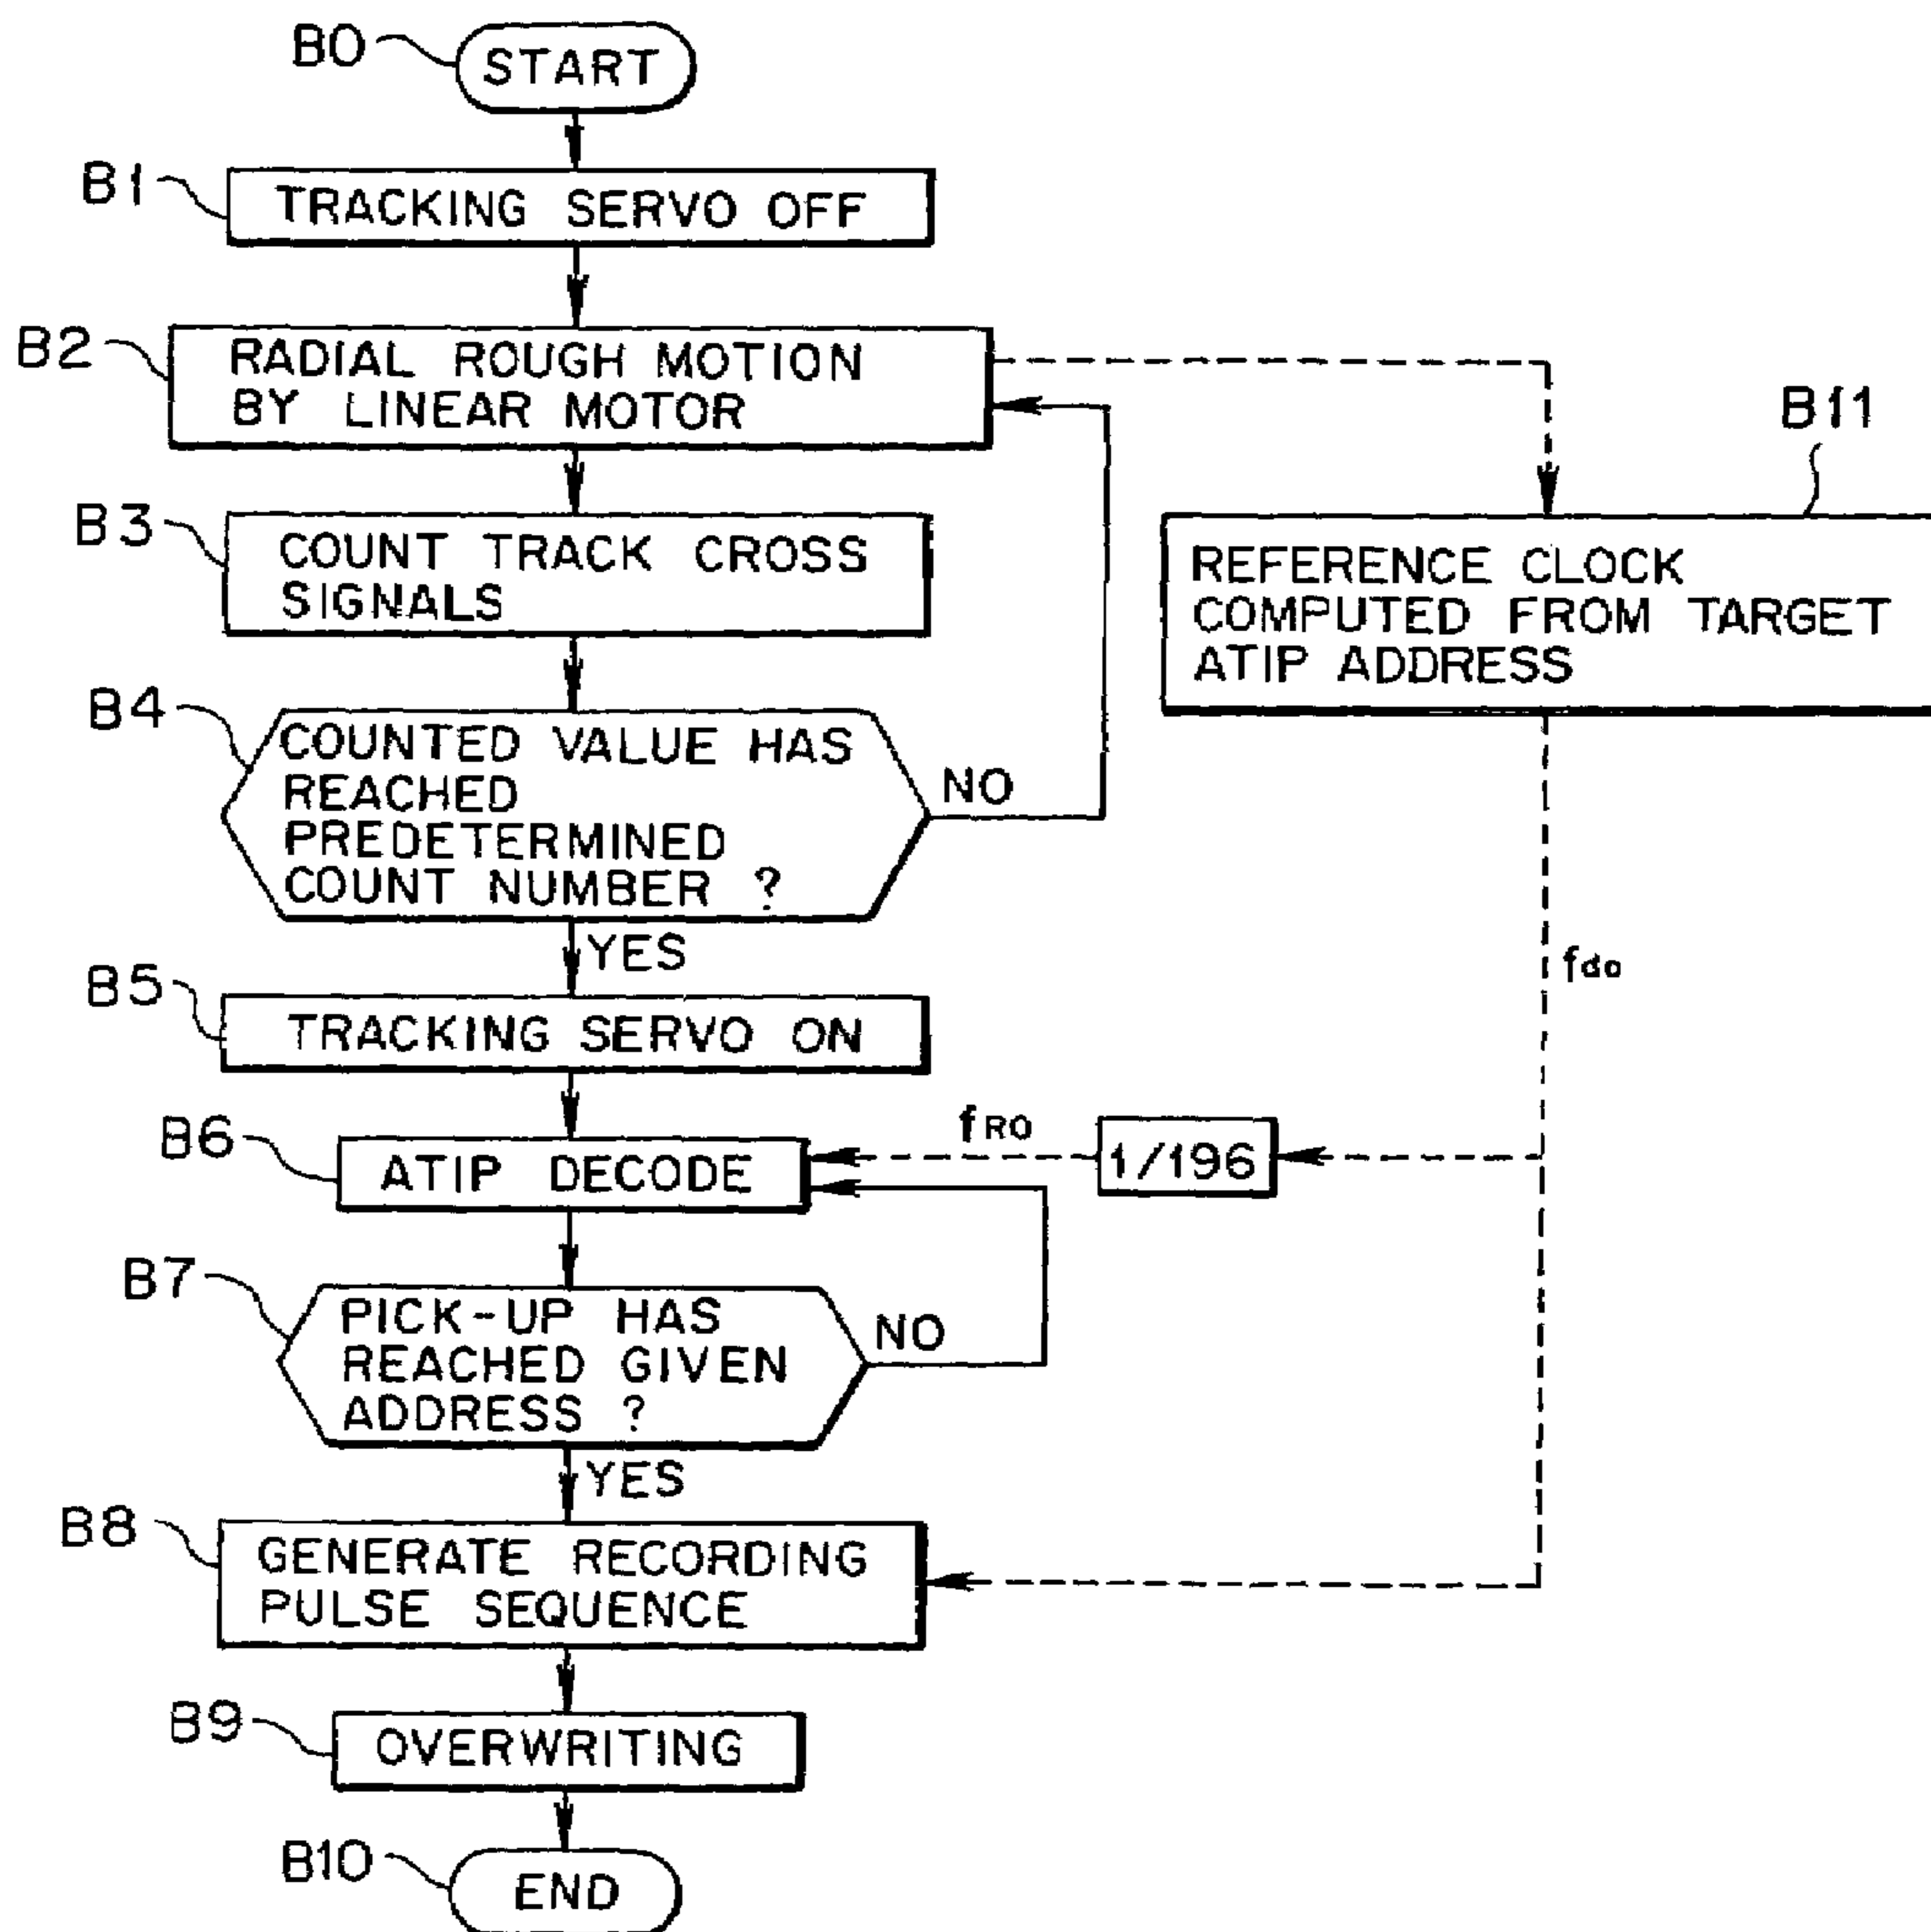 B0
START
B1
TRACKING SERVO OFF
B2
RADIAL ROUGH MOTION
BY LINEAR MOTOR
B11
B3
COUNT TRACK CROSS
SIGNALS
REFERENCE CLOCK
COMPUTED FROM TARGET
ATIP ADDRESS
B4
COUNTED VALUE HAS
REACHED
PREDETERMINED
COUNT NUMBER ?
NO
YES
fdo
B5
TRACKING SERVO ON
B6
ATIP DECODE
fRO
1/196
B7
PICK-UP HAS
REACHED GIVEN
ADDRESS ?
NO
YES
B8
GENERATE RECORDING
PULSE SEQUENCE
B9
OVERWRITING
B10
END